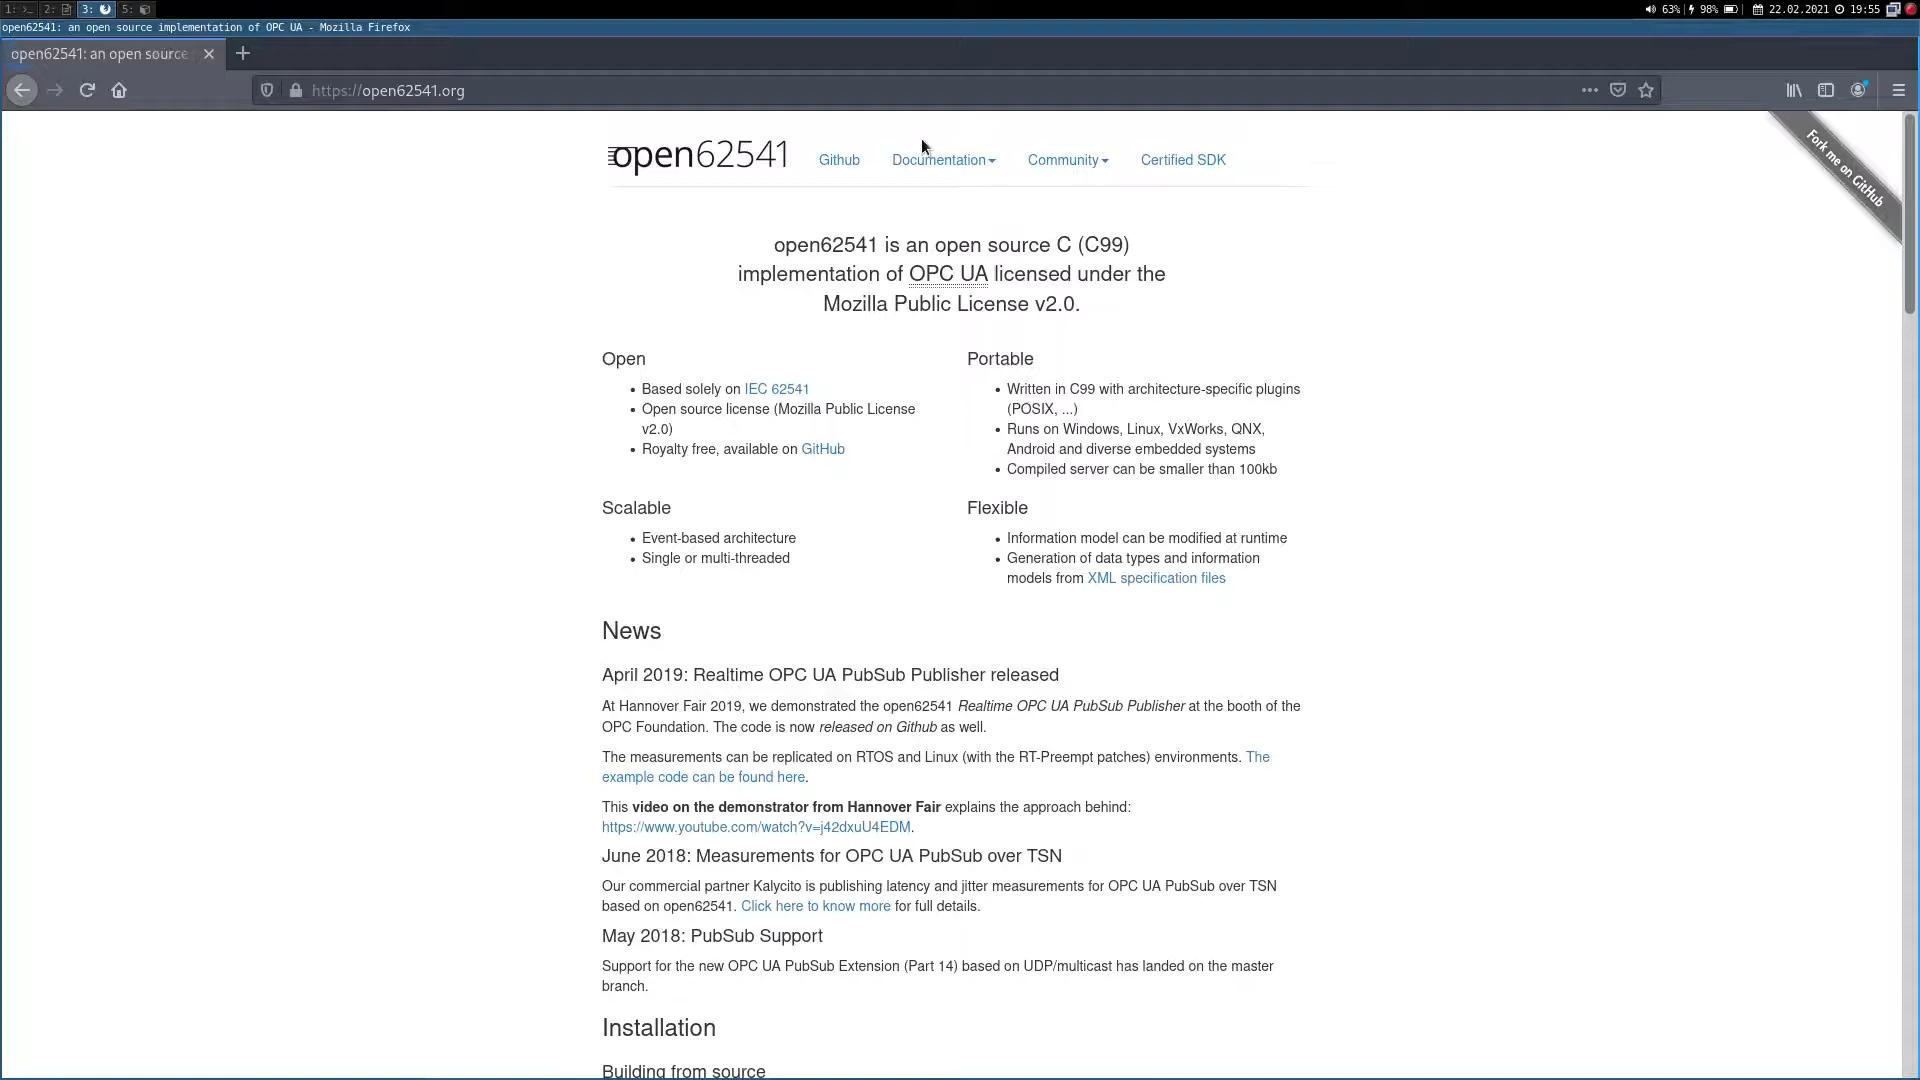 1: 2: 3: 5: 63% 98% 22.02.2021 19:55
open62541: an open source implementation of OPC UA - Mozilla Firefox
open62541: an open source
https://open62541.org
Fork me on GitHub
open62541 Github Documentation Community Certified SDK
open62541 is an open source C (C99)
implementation of OPC UA licensed under the
Mozilla Public License v2.0.
Open
Based solely on IEC 62541
Open source license (Mozilla Public License
v2.0)
Royalty free, available on GitHub
Portable
Written in C99 with architecture-specific plugins
(POSIX, ...)
Runs on Windows, Linux, VxWorks, QNX,
Android and diverse embedded systems
Compiled server can be smaller than 100kb
Scalable
Event-based architecture
Single or multi-threaded
Flexible
Information model can be modified at runtime
Generation of data types and information
models from XML specification files
News
April 2019: Realtime OPC UA PubSub Publisher released
At Hannover Fair 2019, we demonstrated the open62541 Realtime OPC UA PubSub Publisher at the booth of the
OPC Foundation. The code is now released on Github as well.
The measurements can be replicated on RTOS and Linux (with the RT-Preempt patches) environments. The
example code can be found here.
This video on the demonstrator from Hannover Fair explains the approach behind:
https://www.youtube.com/watch?v=j42dxuU4EDM.
June 2018: Measurements for OPC UA PubSub over TSN
Our commercial partner Kalycito is publishing latency and jitter measurements for OPC UA PubSub over TSN
based on open62541. Click here to know more for full details.
May 2018: PubSub Support
Support for the new OPC UA PubSub Extension (Part 14) based on UDP/multicast has landed on the master
branch.
Installation
Building from source